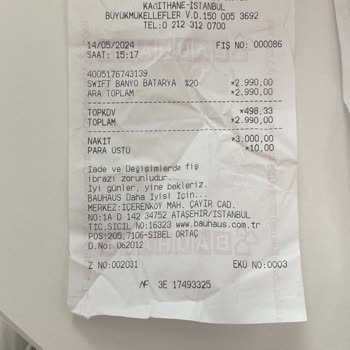 KAĞITHANE-İSTANBUL
BÜYÜKMÜKELLEFLER V.D.150 005 3692
TEL:0 212 312 0700
14/05/2024 FİŞ NO: 000086
SAAT: 15:17
4005176743139
SWIFT BANYO BATARYA %20 *2.990,00
ARA TOPLAM *2.990,00
TOPKDV *498,33
TOPLAM *2.990,00
NAKİT *3.000,00
PARA ÜSTÜ *10,00
İade ve Değişimlerde fiş
ibrazı zorunludur.
İyi günler, yine bekleriz.
BAUHAUS Daha İyisi İçin...
MERKEZ:İÇERENKÖY MAH. ÇAYIR CAD.
NO:1A D 142 34752 ATAŞEHİR/İSTANBUL
TİC.SİCİL NO:16323 www.bauhaus.com.tr
POS:205,7106-SİBEL ORTAÇ
D.No: 062012
Z NO:002031 EKÜ NO:0003
MF 3E 17493325